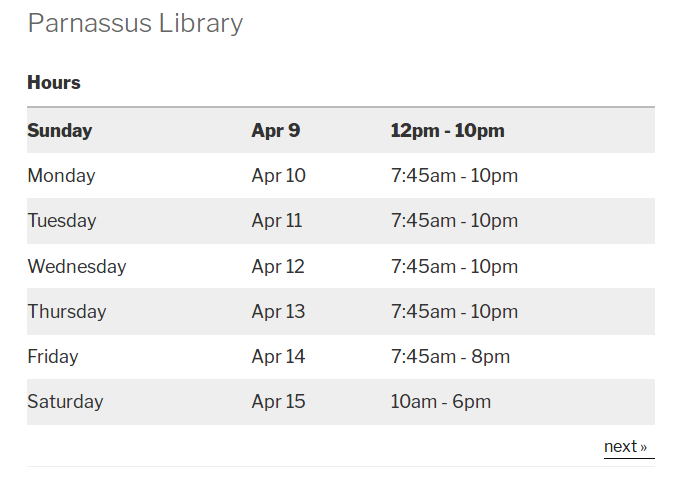 Parnassus Library
Hours
Sunday Apr 9 12pm - 10pm
Monday Apr 10 7:45am - 10pm
Tuesday Apr 11 7:45am - 10pm
Wednesday Apr 12 7:45am - 10pm
Thursday Apr 13 7:45am - 10pm
Friday Apr 14 7:45am - 8pm
Saturday Apr 15 10am - 6pm
next »